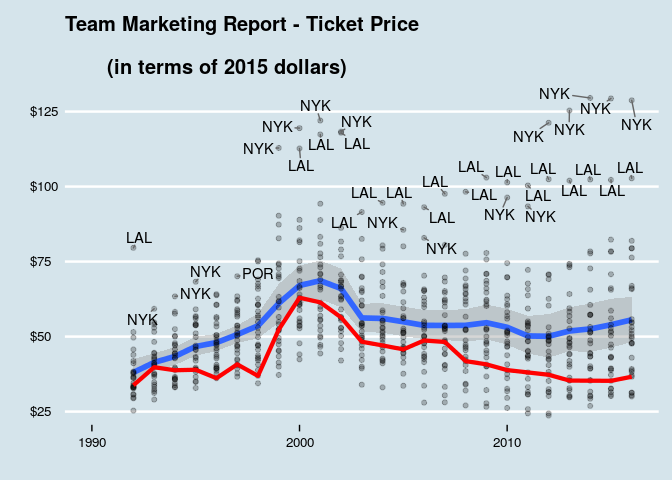 Team Marketing Report - Ticket Price
(in terms of 2015 dollars)
NYK NYK
$125 NYK NYK NYK NYK NYK NYK
NYK LAL LAL
LAL LAL LAL LAL LAL LAL
$100 LAL LAL LAL LAL LAL LAL LAL
LAL NYK LAL NYK NYK
LAL NYK
$75 NYK POR
NYK
NYK
$50
$25
1990 2000 2010